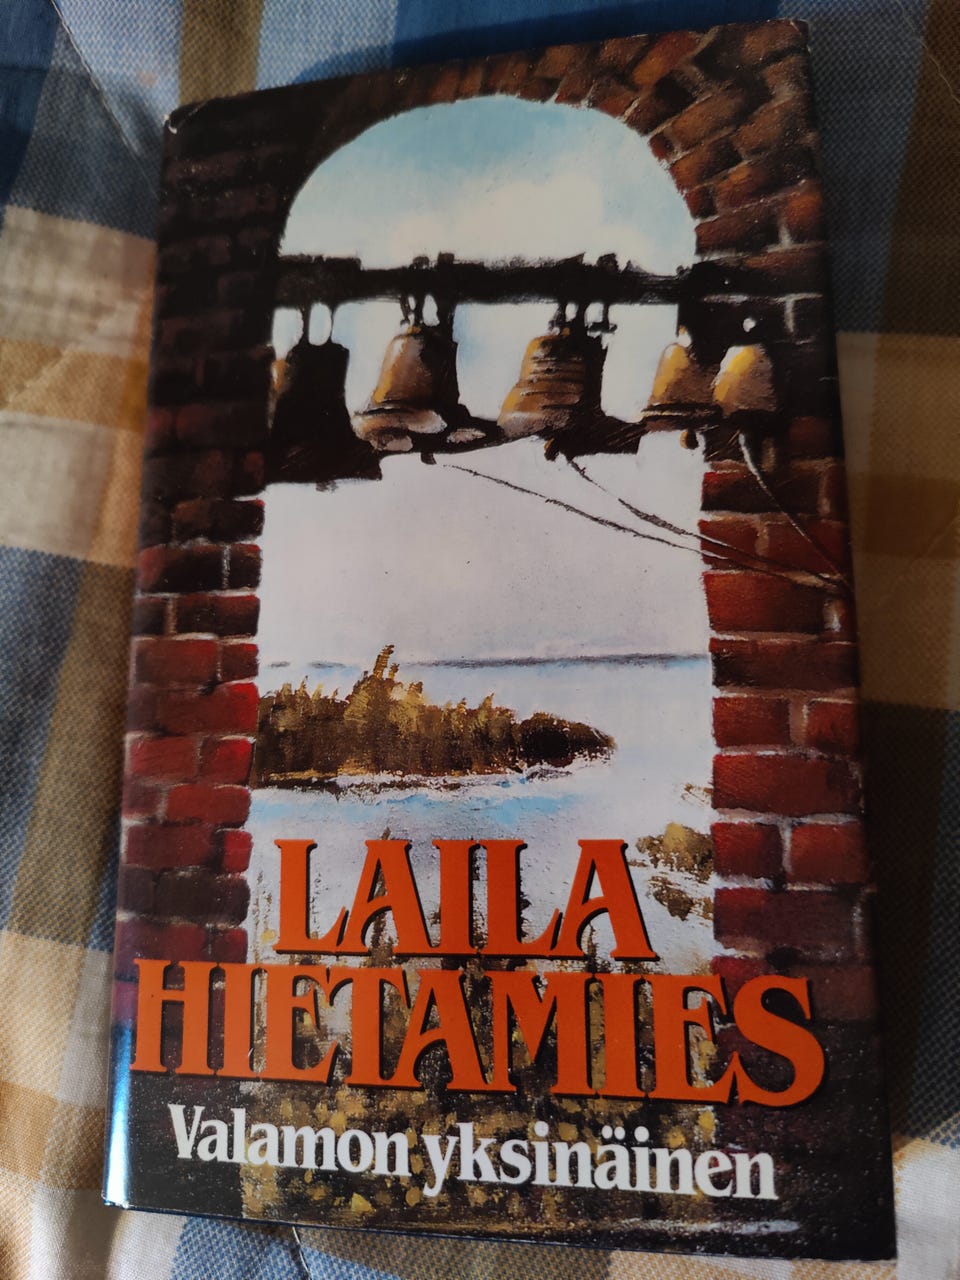 LAILA
HIETAMIES
Valamon yksinäinen